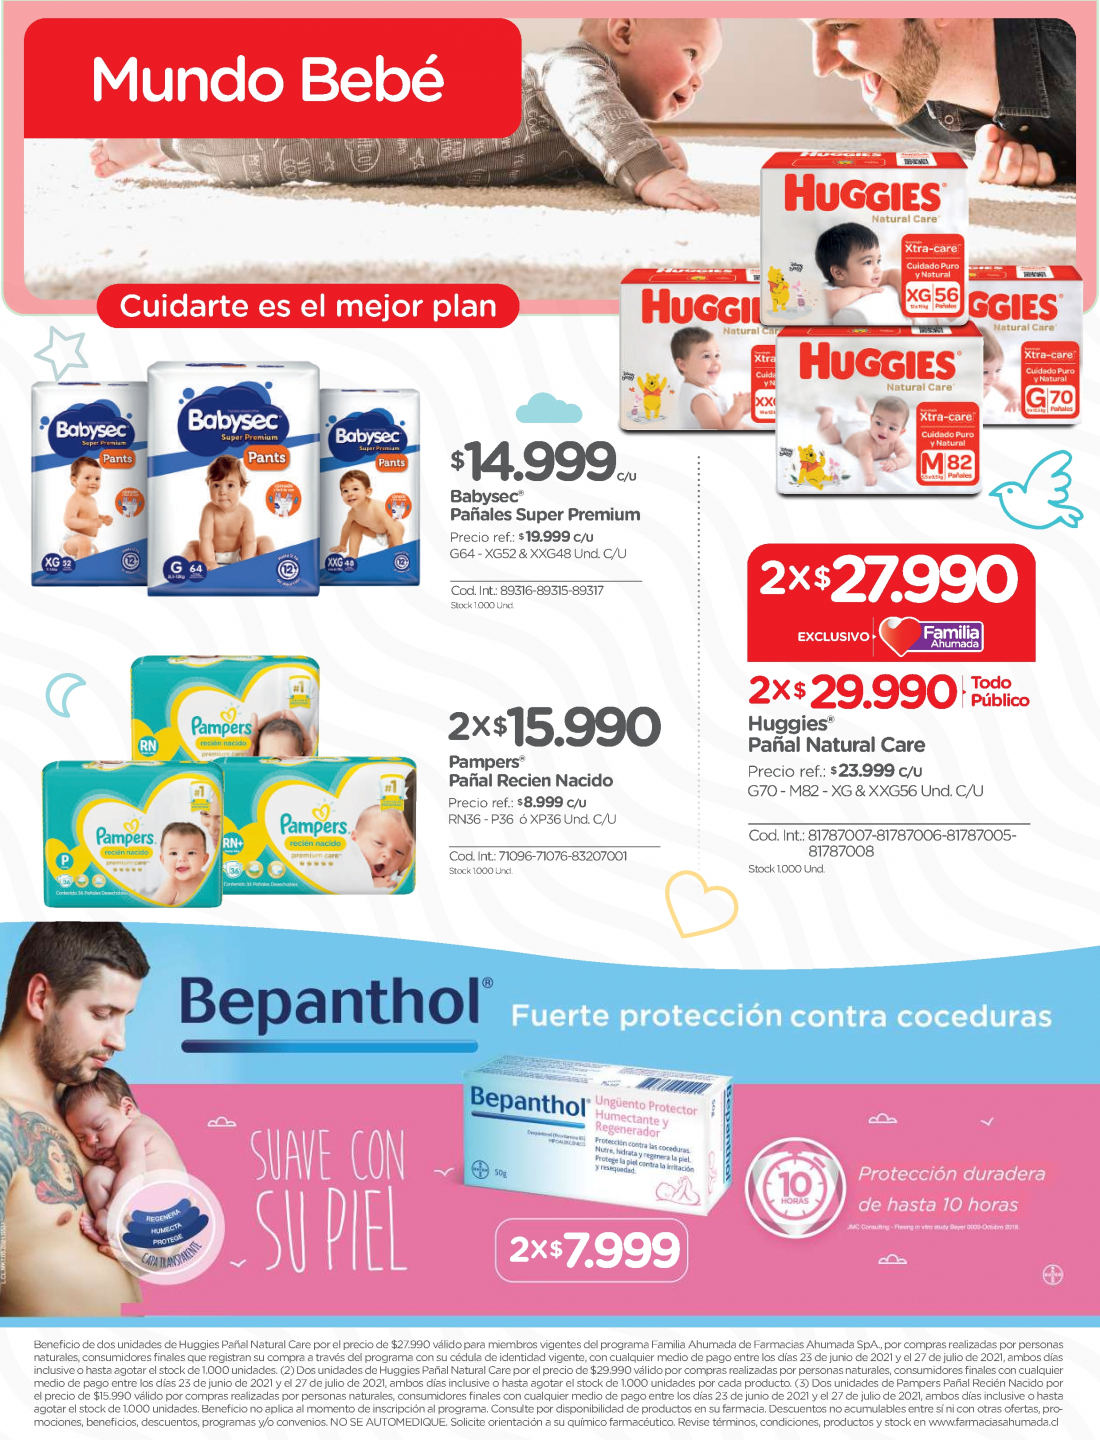 Mundo Bebé
Cuidarte es el mejor plan
HUGGIES
Natural Care
Xtra-care
Cuidado Puro
y Natural
XG 56
Pañales
HUGGI
Natural Care
GGIES
Natural Care
Xtra-care
Cuidado Puro
y Natural
G 70
Pañales
HUGGIES
Natural Care
Xtra-care
Cuidado Puro
y Natural
M 82
Pañales
Babysec
Super Premium
Pants
XG 52
Babysec
Super Premium
Pants
G 64
12
Babysec
Super Premium
Pants
XXG 48
12
$14.999 C/U
Babysec®
Pañales Super Premium
Precio ref.: $19.999 C/U
G64 - XG52 & XXG48 Und. C/U
Cod. Int.: 89316-89315-89317
Stock 1.000 Und.
2X$27.990
EXCLUSIVO Familia
Ahumada
2X$29.990 Todo
Público
Huggies®
Pañal Natural Care
Precio ref.: $23.999 C/U
G70 - M82 - XG & XXG56 Und. C/U
Cod. Int.: 81787007-81787006-81787005-
81787008
Stock 1.000 Und.
Pampers
recién nacido
premium care
RN
#1
Pampers
recién nacido
premium care
P
36
#1
Pampers
recién nacido
premium care
RN+
36
#1
2X$15.990
Pampers®
Pañal Recien Nacido
Precio ref.: $8.999 C/U
RN36 - P36 ó XP36 Und. C/U
Cod. Int.: 71096-71076-83207001
Stock 1.000 Und.
Bepanthol®
Fuerte protección contra coceduras
SUAVE CON
SU PIEL
REGENERA
HUMECTA
PROTEGE
CAPA TRANSPARENTE
Bepanthol
Ungüento Protector
Humectante y
Regenerador
Protección contra las coceduras.
Nutre, hidrata y regenera la piel.
Protege la piel contra la irritación
y resequedad.
50g
Bepanthol
2X$7.999
10
HORAS
Protección duradera
de hasta 10 horas
Beneficio de dos unidades de Huggies Pañal Natural Care por el precio de $27.990 válido para miembros vigentes del programa Familia Ahumada de Farmacias Ahumada SpA., por compras realizadas por personas
naturales, consumidores finales que registran su compra a través del programa con su cédula de identidad vigente, con cualquier medio de pago entre los días 23 de junio de 2021 y el 27 de julio de 2021, ambos días
inclusive o hasta agotar el stock de 1.000 unidades. (2) Dos unidades de Huggies Pañal Natural Care por el precio de $29.990 válido por compras realizadas por personas naturales, consumidores finales con cualquier
medio de pago entre los días 23 de junio de 2021 y el 27 de julio de 2021, ambos días inclusive o hasta agotar el stock de 1.000 unidades por cada producto. (3) Dos unidades de Pampers Pañal Recién Nacido por
el precio de $15.990 válido por compras realizadas por personas naturales, consumidores finales con cualquier medio de pago entre los días 23 de junio de 2021 y el 27 de julio de 2021, ambos días inclusive o hasta
agotar el stock de 1.000 unidades. Beneficio no aplica al momento de inscripción al programa. Consulte por disponibilidad de productos en su farmacia. Descuentos no acumulables entre sí ni con otras ofertas, pro-
mociones, beneficios, descuentos, programas y/o convenios. NO SE AUTOMEDIQUE. Solicite orientación a su químico farmacéutico. Revise términos, condiciones, productos y stock en www.farmaciasahumada.cl